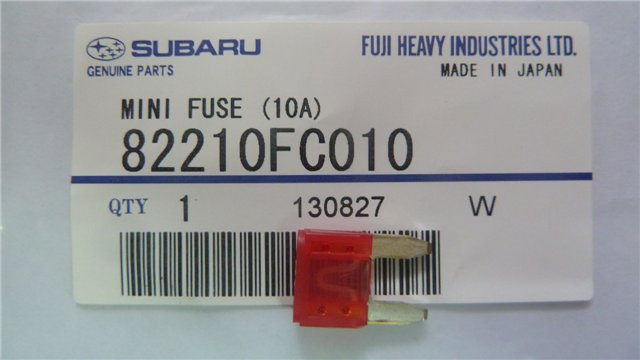 SUBARU
GENUINE PARTS
FUJI HEAVY INDUSTRIES LTD.
MADE IN JAPAN
MINI FUSE (10A)
82210FC010
QTY 1 130827 W